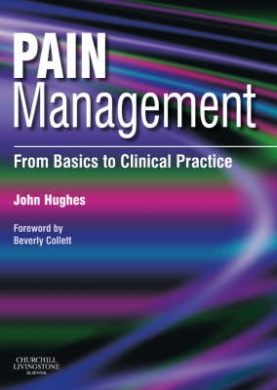 PAIN
Management
From Basics to Clinical Practice
John Hughes
Foreword by
Beverly Collett
CHURCHILL
LIVINGSTONE
ELSEVIER